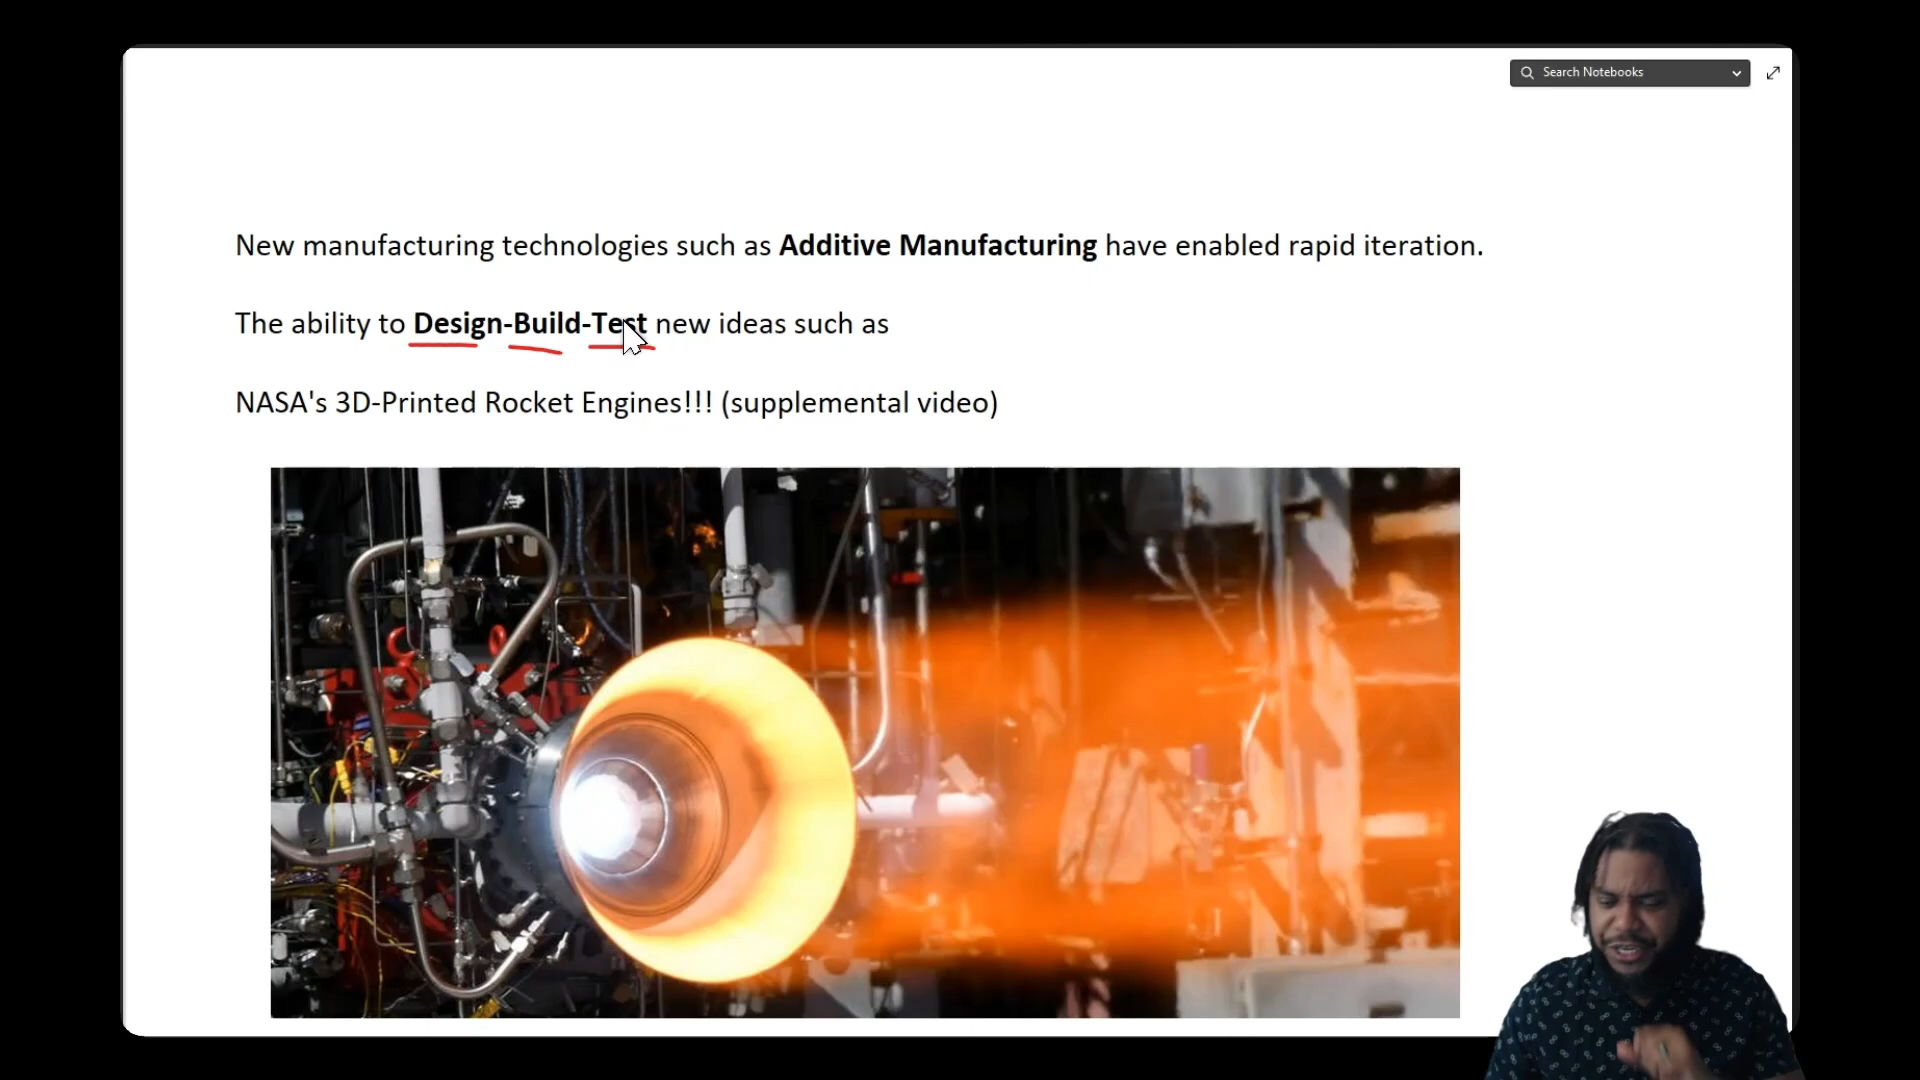 Search Notebooks
New manufacturing technologies such as Additive Manufacturing have enabled rapid iteration.
The ability to Design-Build-Test new ideas such as
NASA's 3D-Printed Rocket Engines!!! (supplemental video)